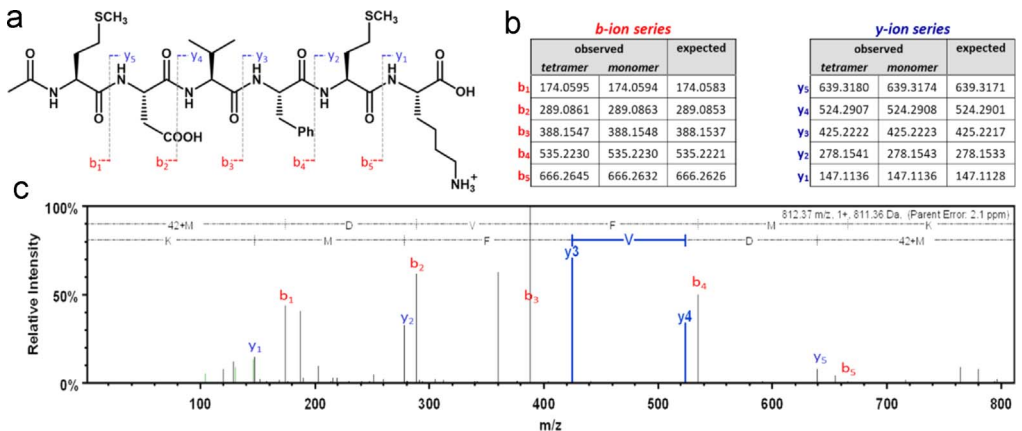 a
SCH3
SCH3
O
y5
O
y4
O
y3
O
y2
O
y1
O
N
H
H
N
N
H
H
N
N
H
H
N
OH
O
O
O
COOH
Ph
NH3+
b1
b2
b3
b4
b5
b
b-ion series
observed expected
tetramer monomer
b1 174.0595 174.0594 174.0583
b2 289.0861 289.0863 289.0853
b3 388.1547 388.1548 388.1537
b4 535.2230 535.2230 535.2221
b5 666.2645 666.2632 666.2626
y-ion series
observed expected
tetramer monomer
y5 639.3180 639.3174 639.3171
y4 524.2907 524.2908 524.2901
y3 425.2222 425.2223 425.2217
y2 278.1541 278.1543 278.1533
y1 147.1136 147.1136 147.1128
c
812.37 m/z, 1+, 811.36 Da, (Parent Error: 2.1 ppm)
42+M D V F M K
K M F V D 42+M
100%
50%
0%
Relative Intensity
y1
b1
y2
b2
b3
y3
y4
b4
y5
b5
100 200 300 400 500 600 700 800
m/z